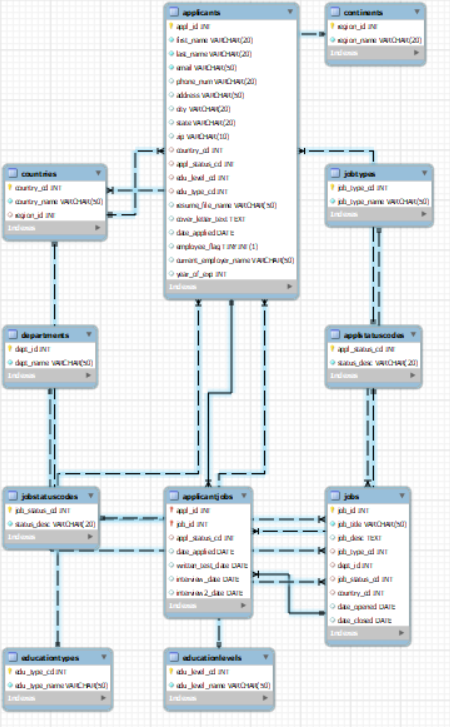 applicants
appl_id INT
first_name VARCHAR(20)
last_name VARCHAR(20)
email VARCHAR(50)
phone_num VARCHAR(20)
address VARCHAR(50)
city VARCHAR(20)
state VARCHAR(20)
zip VARCHAR(10)
country_cd INT
appl_status_cd INT
edu_level_cd INT
edu_type_cd INT
resume_file_name VARCHAR(50)
cover_letter_text TEXT
date_applied DATE
employee_flag TINYINT(1)
current_employer_name VARCHAR(50)
year_of_exp INT
Indexes
continents
region_id INT
region_name VARCHAR(20)
Indexes
countries
country_cd INT
country_name VARCHAR(50)
region_id INT
Indexes
jobtypes
job_type_cd INT
job_type_name VARCHAR(50)
Indexes
departments
dept_id INT
dept_name VARCHAR(50)
Indexes
applstatuscodes
appl_status_cd INT
status_desc VARCHAR(20)
Indexes
jobstatuscodes
job_status_cd INT
status_desc VARCHAR(20)
Indexes
applicantjobs
appl_id INT
job_id INT
appl_status_cd INT
date_applied DATE
written_test_date DATE
interview_date DATE
interview2_date DATE
Indexes
jobs
job_id INT
job_title VARCHAR(50)
job_desc TEXT
job_type_cd INT
dept_id INT
job_status_cd INT
country_cd INT
date_opened DATE
date_closed DATE
Indexes
educationtypes
edu_type_cd INT
edu_type_name VARCHAR(50)
Indexes
educationlevels
edu_level_cd INT
edu_level_name VARCHAR(50)
Indexes